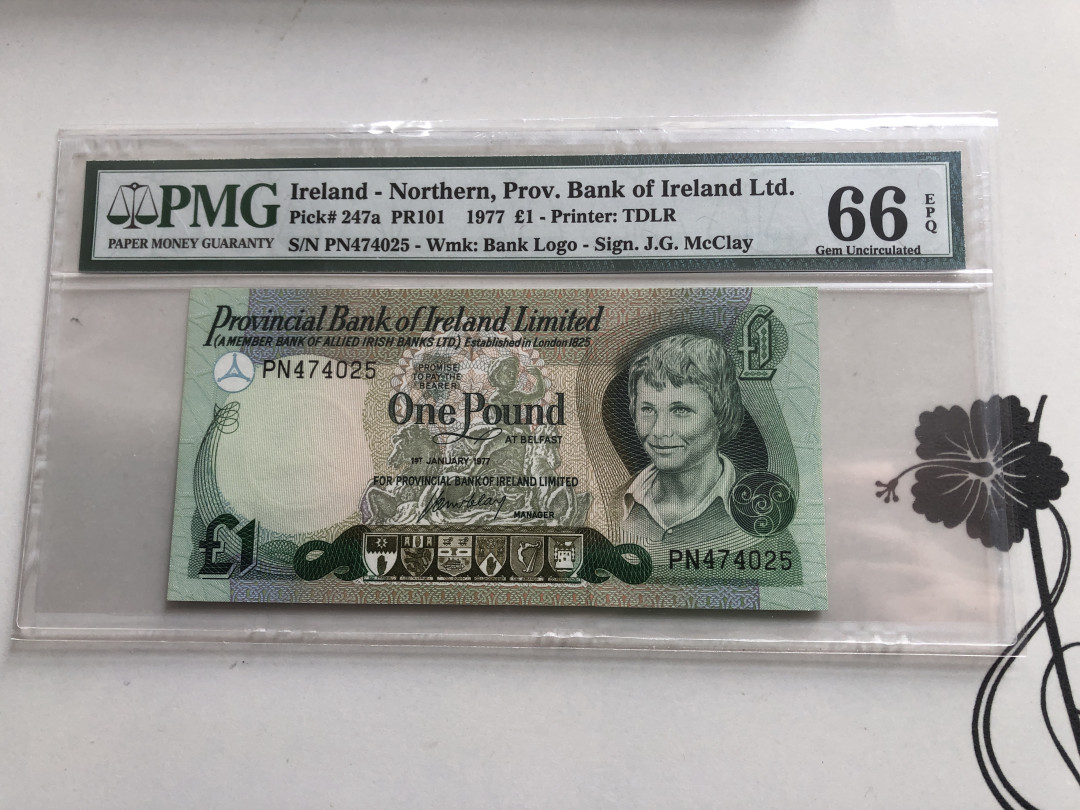 PMG
PAPER MONEY GUARANTY
Ireland - Northern, Prov. Bank of Ireland Ltd.
Pick# 247a PR101 1977 £1 - Printer: TDLR
S/N PN474025 - Wmk: Bank Logo - Sign. J.G. McClay
66
EPQ
Gem Uncirculated
Provincial Bank of Ireland Limited
(A MEMBER BANK OF ALLIED IRISH BANKS LTD.) Established in London 1825
£1
PN474025
PROMISE
TO PAY THE
BEARER
One Pound
AT BELFAST
1ST JANUARY 1977
FOR PROVINCIAL BANK OF IRELAND LIMITED
MANAGER
£1
PN474025